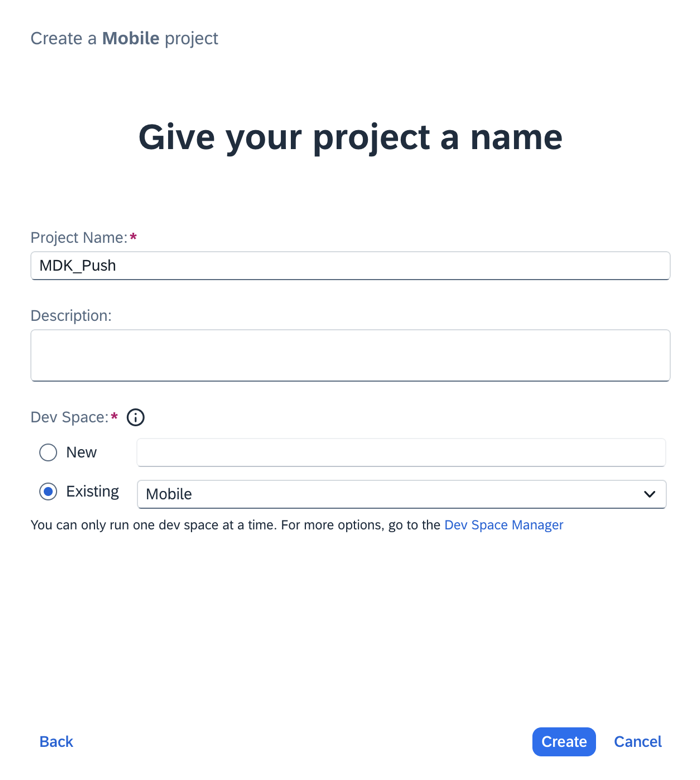 Create a Mobile project
Give your project a name
Project Name:*
MDK_Push
Description:
Dev Space:*
New
Existing
Mobile
You can only run one dev space at a time. For more options, go to the Dev Space Manager
Back
Create
Cancel